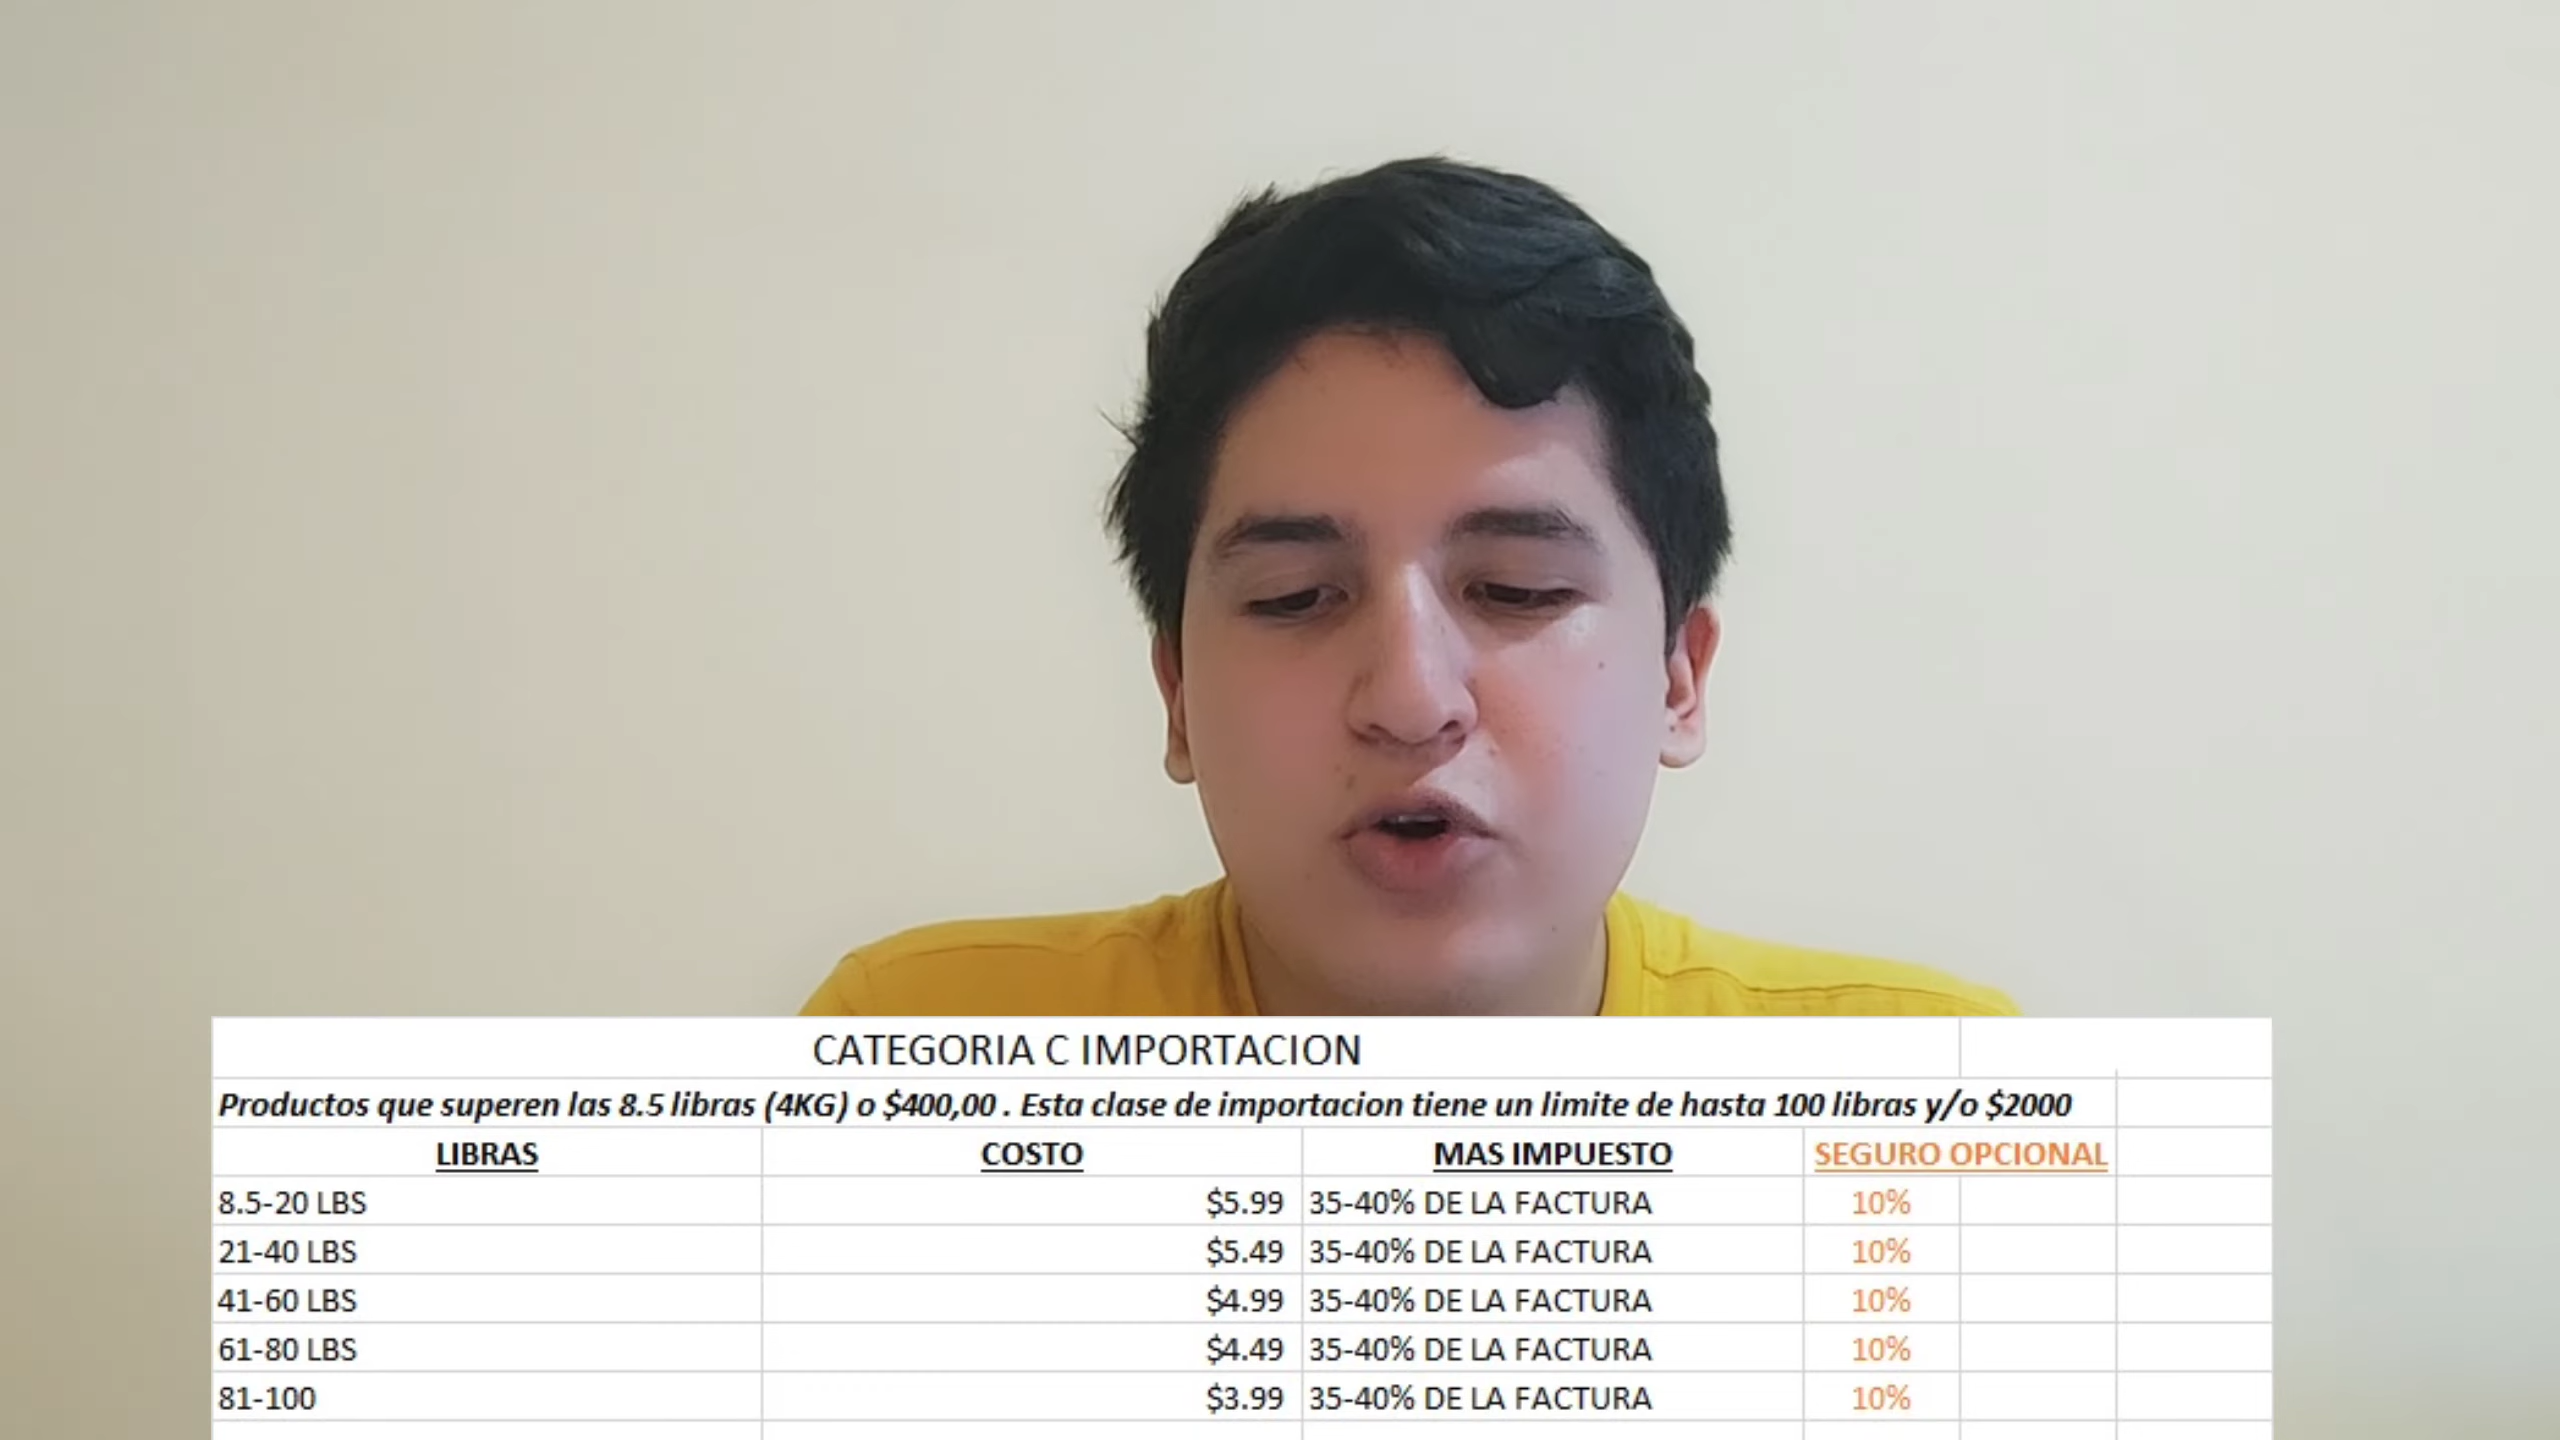 CATEGORIA C IMPORTACION
Productos que superen las 8.5 libras (4KG) o $400,00 . Esta clase de importacion tiene un limite de hasta 100 libras y/o $2000
LIBRAS COSTO MAS IMPUESTO SEGURO OPCIONAL
8.5-20 LBS $5.99 35-40% DE LA FACTURA 10%
21-40 LBS $5.49 35-40% DE LA FACTURA 10%
41-60 LBS $4.99 35-40% DE LA FACTURA 10%
61-80 LBS $4.49 35-40% DE LA FACTURA 10%
81-100 $3.99 35-40% DE LA FACTURA 10%